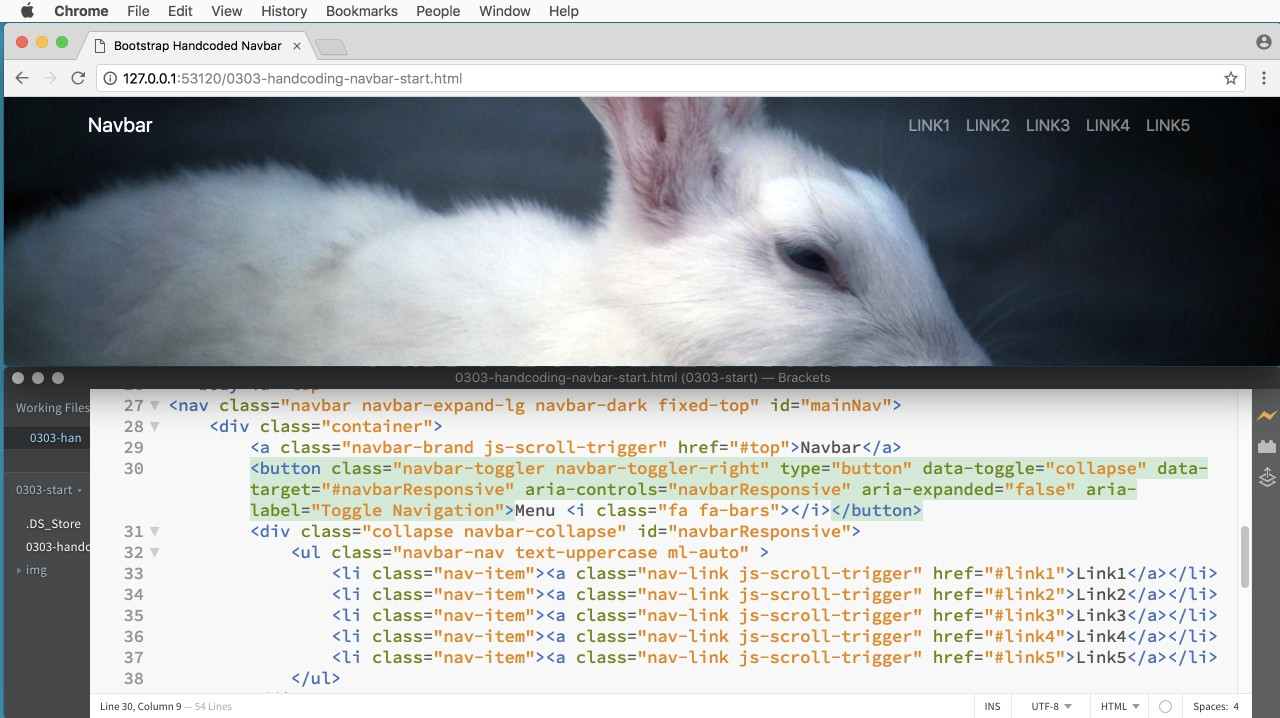 Chrome File Edit View History Bookmarks People Window Help
Bootstrap Handcoded Navbar
127.0.0.1:53120/0303-handcoding-navbar-start.html
Navbar LINK1 LINK2 LINK3 LINK4 LINK5
0303-handcoding-navbar-start.html (0303-start) — Brackets
Working Files
0303-han
0303-start
.DS_Store
0303-handc
img
27 <nav class="navbar navbar-expand-lg navbar-dark fixed-top" id="mainNav">
28 <div class="container">
29 <a class="navbar-brand js-scroll-trigger" href="#top">Navbar</a>
30 <button class="navbar-toggler navbar-toggler-right" type="button" data-toggle="collapse" data-
target="#navbarResponsive" aria-controls="navbarResponsive" aria-expanded="false" aria-
label="Toggle Navigation">Menu <i class="fa fa-bars"></i></button>
31 <div class="collapse navbar-collapse" id="navbarResponsive">
32 <ul class="navbar-nav text-uppercase ml-auto" >
33 <li class="nav-item"><a class="nav-link js-scroll-trigger" href="#link1">Link1</a></li>
34 <li class="nav-item"><a class="nav-link js-scroll-trigger" href="#link2">Link2</a></li>
35 <li class="nav-item"><a class="nav-link js-scroll-trigger" href="#link3">Link3</a></li>
36 <li class="nav-item"><a class="nav-link js-scroll-trigger" href="#link4">Link4</a></li>
37 <li class="nav-item"><a class="nav-link js-scroll-trigger" href="#link5">Link5</a></li>
38 </ul>
Line 30, Column 9 — 54 Lines INS UTF-8 HTML Spaces: 4